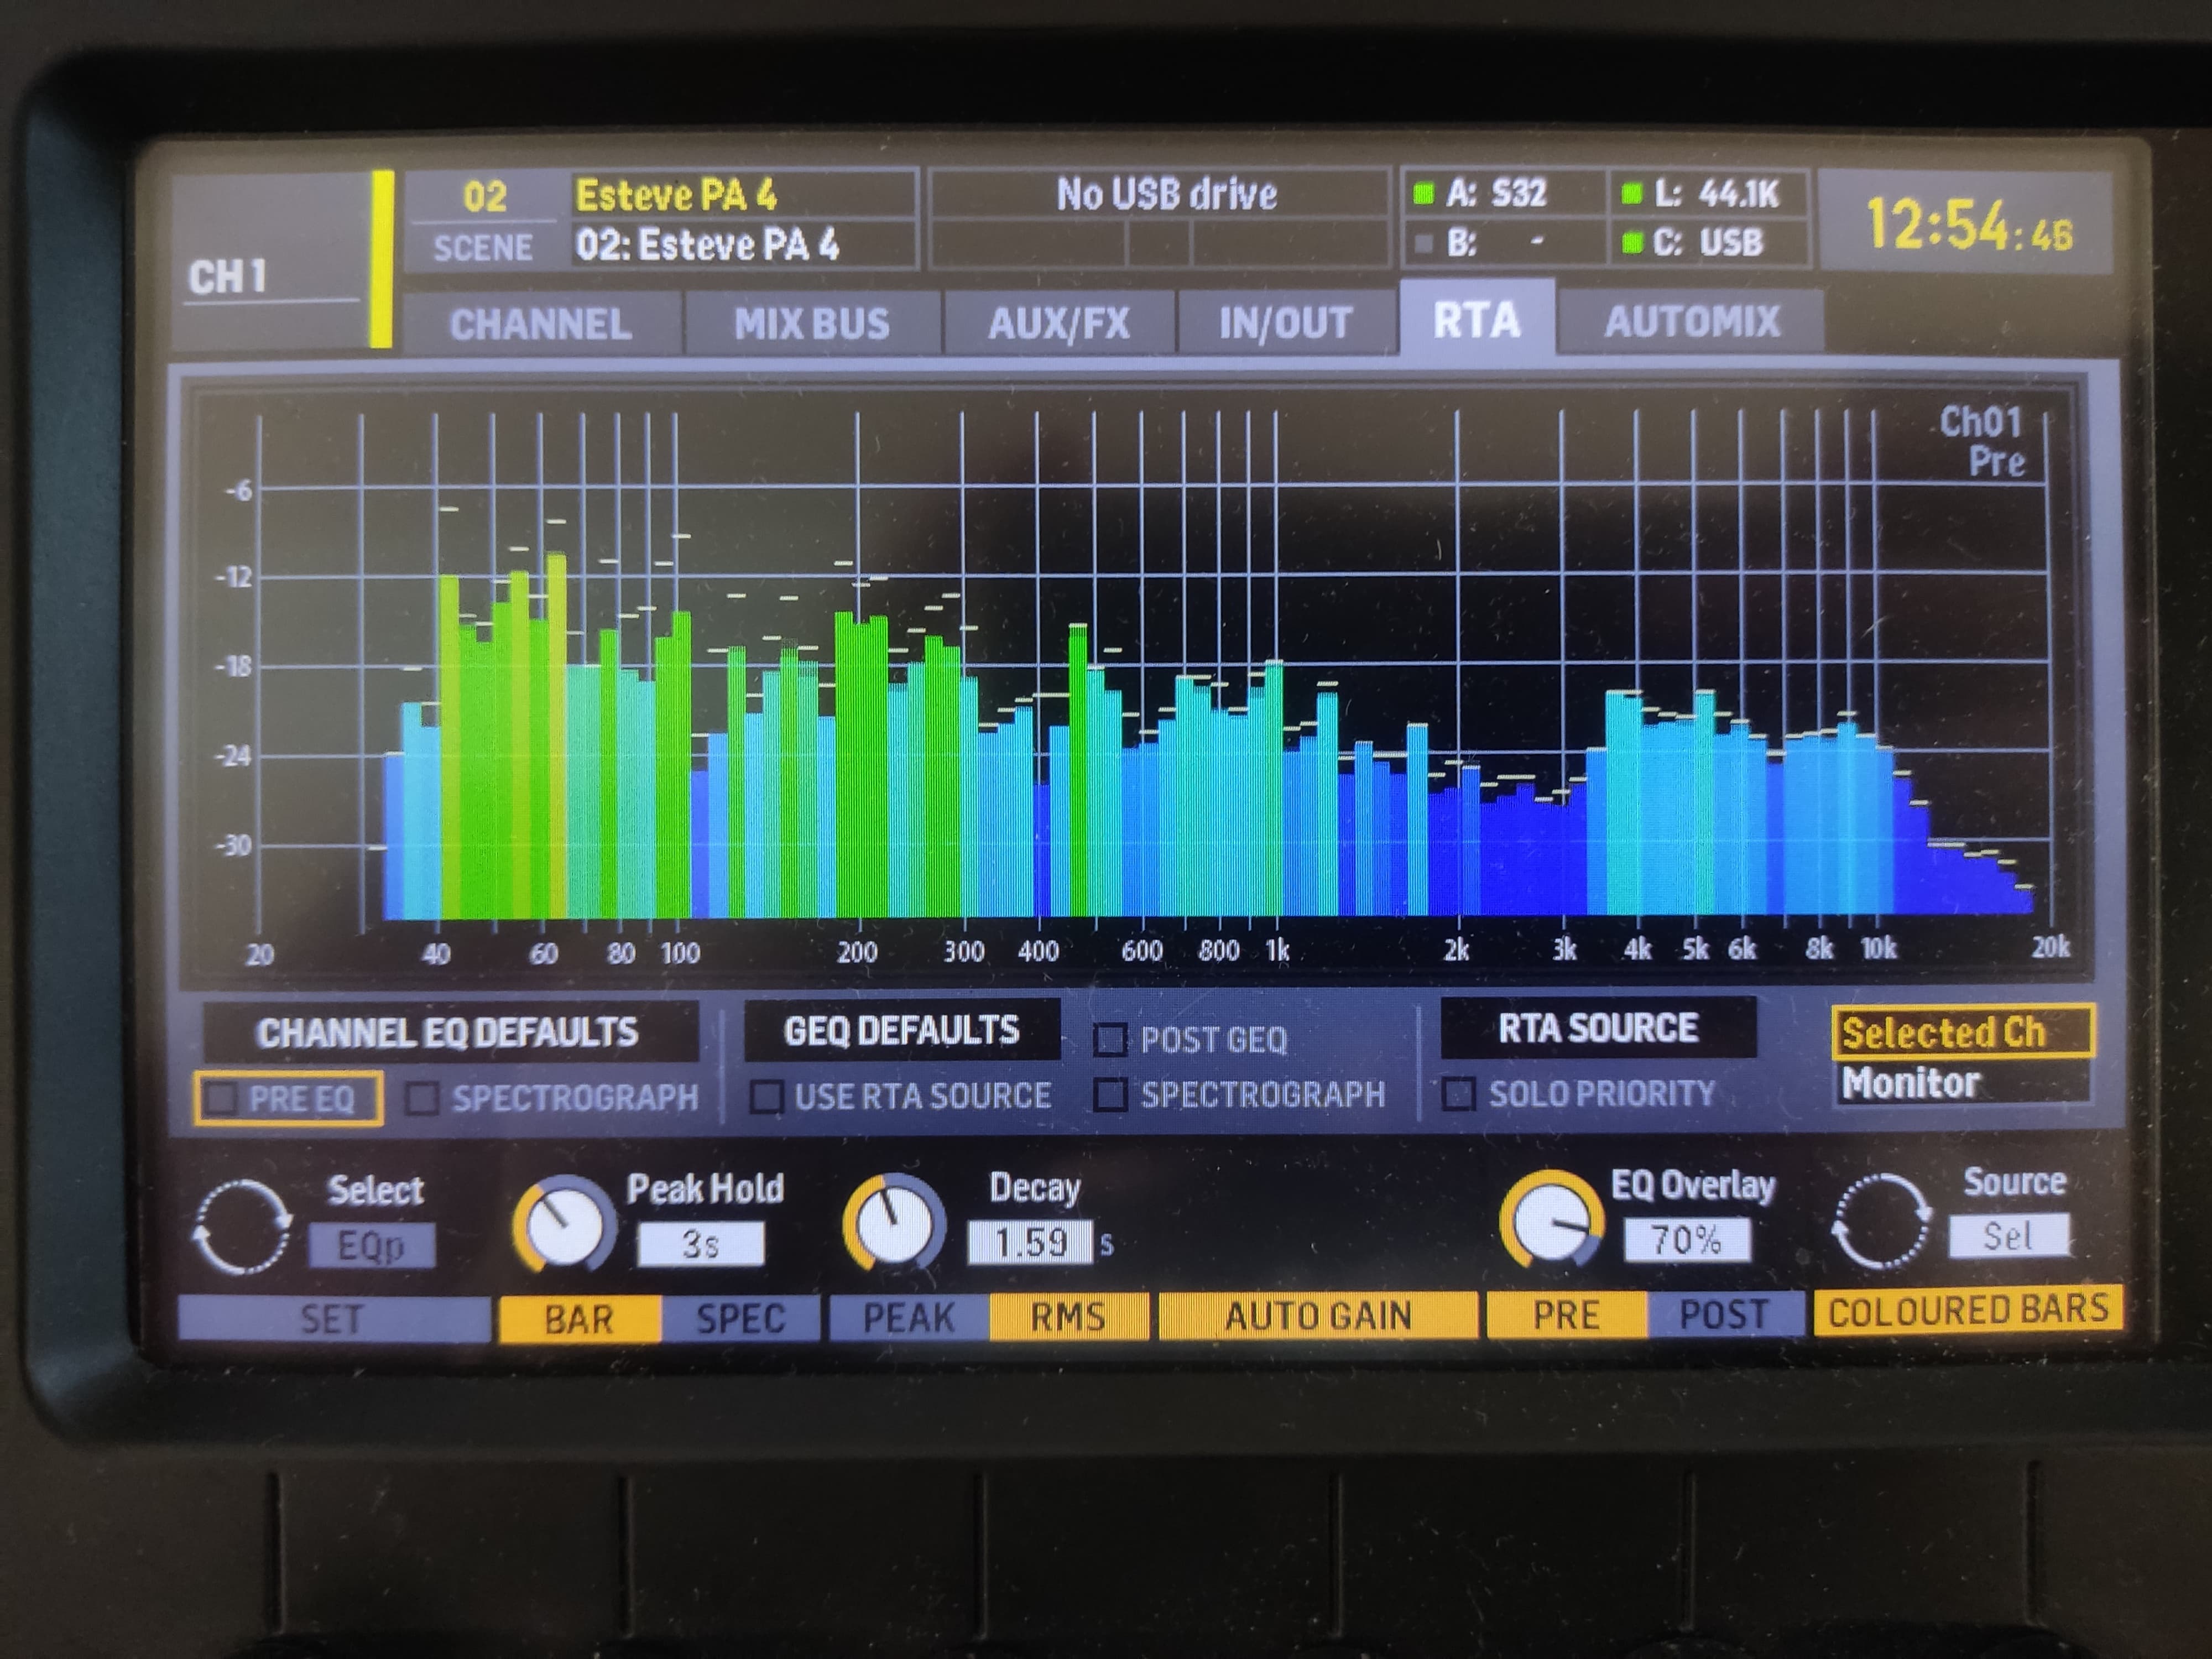 CH 1
02
SCENE
Esteve PA 4
02: Esteve PA 4
No USB drive
A: S32
B: -
L: 44.1K
C: USB
12:54:46
CHANNEL
MIX BUS
AUX/FX
IN/OUT
RTA
AUTOMIX
Ch01
Pre
-6
-12
-18
-24
-30
20 40 60 80 100 200 300 400 600 800 1k 2k 3k 4k 5k 6k 8k 10k 20k
CHANNEL EQ DEFAULTS
PRE EQ
SPECTROGRAPH
GEQ DEFAULTS
POST GEQ
USE RTA SOURCE
SPECTROGRAPH
RTA SOURCE
SOLO PRIORITY
Selected Ch
Monitor
Select
EQp
Peak Hold
3s
Decay
1.59 s
EQ Overlay
70%
Source
Sel
SET
BAR
SPEC
PEAK
RMS
AUTO GAIN
PRE
POST
COLOURED BARS